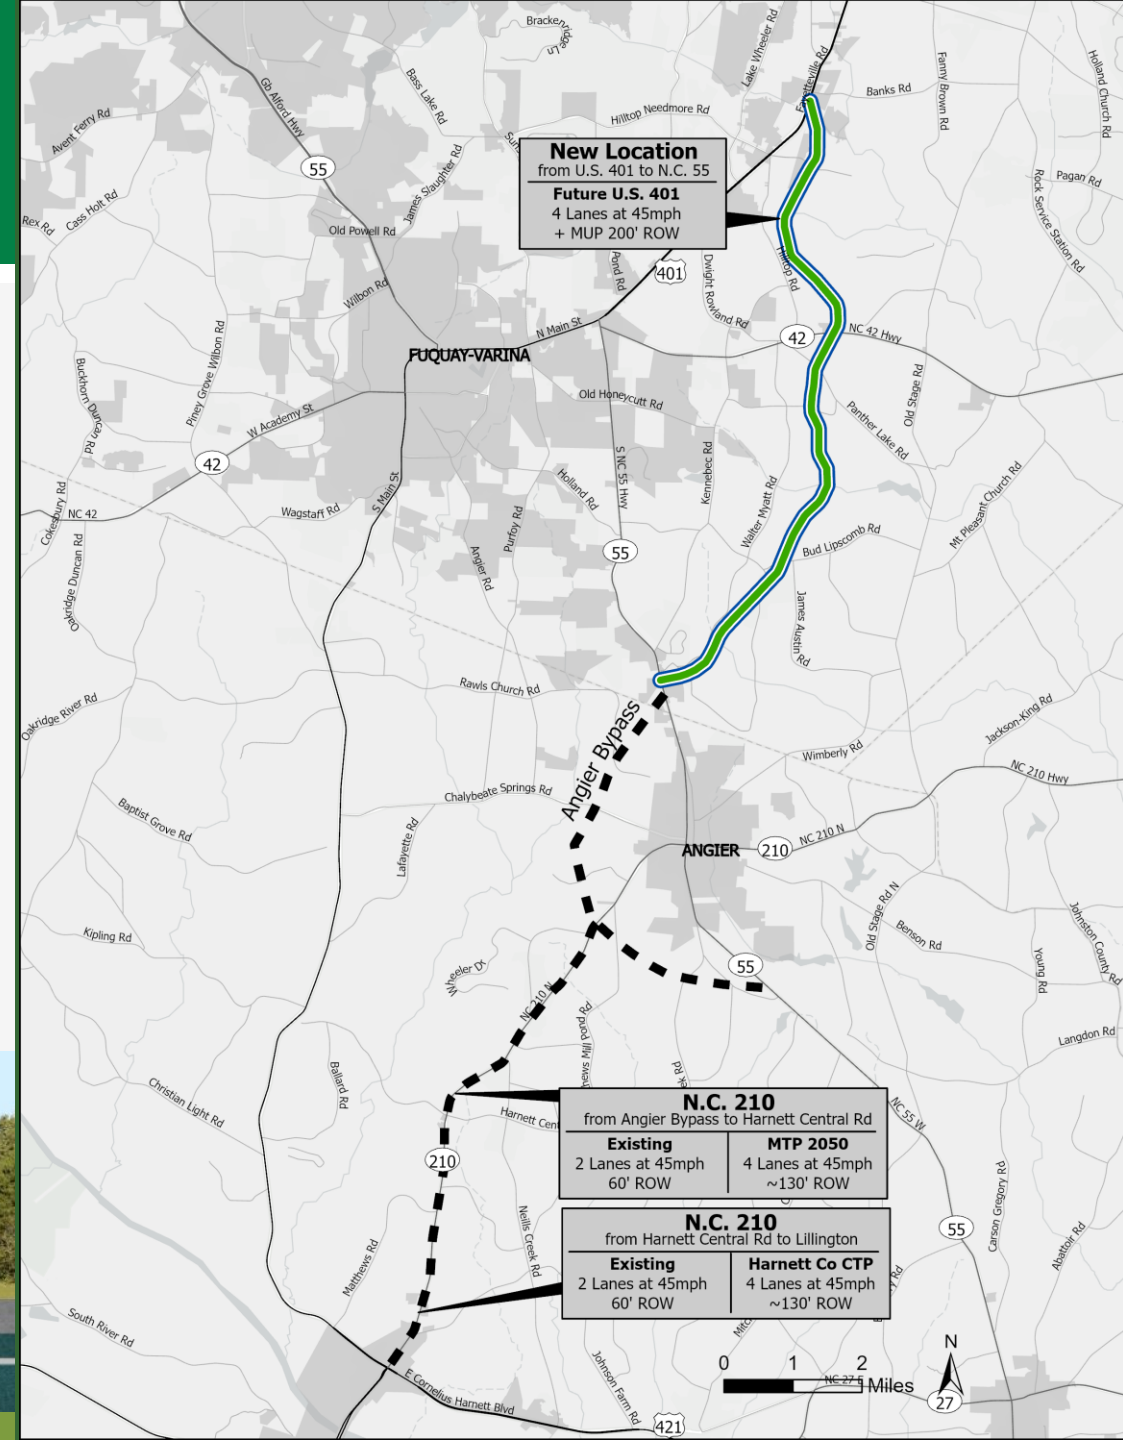 Brackenridge Ln
Lake Wheeler Rd
Fayetteville Rd
Fanny Brown Rd
Holland Church Rd
Bass Lake Rd
Gb Alford Hwy
Banks Rd
Avent Ferry Rd
Hilltop Needmore Rd
55
James Slaughter Rd
New Location
from U.S. 401 to N.C. 55
Future U.S. 401
4 Lanes at 45mph
+ MUP 200' ROW
Pagan Rd
Rock Service Station Rd
Cass Holt Rd
Rex Rd
Old Powell Rd
Pond Rd
401
Dwight Rowland Rd
Hilltop Rd
Wilbon Rd
N Main St
42
NC 42 Hwy
Piney Grove Wilbon Rd
FUQUAY-VARINA
Buckhorn Duncan Rd
Old Honeycutt Rd
Old Stage Rd
W Academy St
Panther Lake Rd
42
S NC 55 Hwy
Kennebec Rd
Holland Rd
S Main St
Cokesbury Rd
NC 42
Wagstaff Rd
Purfoy Rd
Walter Myatt Rd
Mt Pleasant Church Rd
Bud Lipscomb Rd
55
Angier Rd
Oakridge Duncan Rd
James Austin Rd
Rawls Church Rd
Oakridge River Rd
Angier Bypass
Jackson-King Rd
Wimberly Rd
NC 210 Hwy
Chalybeate Springs Rd
Baptist Grove Rd
Lafayette Rd
ANGIER
210
NC 210 N
Old Stage Rd N
Benson Rd
Johnston County Rd
Kipling Rd
Young Rd
Wheeler Dr
55
NC 210 N
Langdon Rd
Ballard Rd
Christian Light Rd
N.C. 210
from Angier Bypass to Harnett Central Rd
Existing
MTP 2050
2 Lanes at 45mph
4 Lanes at 45mph
60' ROW
~130' ROW
NC 55 W
210
Neills Creek Rd
Carson Gregory Rd
N.C. 210
from Harnett Central Rd to Lillington
Existing
Harnett Co CTP
2 Lanes at 45mph
4 Lanes at 45mph
60' ROW
~130' ROW
55
Abattoir Rd
Matthews Rd
South River Rd
Johnson Farm Rd
N
0 1 2
Miles
NC 27 E
27
E Cornelius Harnett Blvd
421